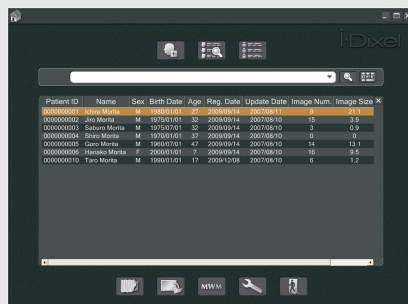 i-Dixel
Patient ID Name Sex Birth Date Age Reg. Date Update Date Image Num. Image Size
0000000001 Ichiro Morita M 1980/01/01 27 2009/09/14 2007/08/11 9 21.1
0000000002 Jiro Morita M 1975/01/01 32 2009/09/14 2007/08/10 15 3.9
0000000003 Saburo Morita M 1975/01/01 32 2009/09/14 2007/08/10 3 0.9
0000000004 Shiro Morita M 1970/01/01 37 2009/09/14 2007/08/10 0 0
0000000005 Goro Morita M 1960/07/01 47 2009/09/14 2007/08/10 14 13.1
0000000006 Hanako Morita F 2000/01/01 7 2009/09/14 2007/08/10 16 9.5
0000000010 Taro Morita M 1990/01/01 17 2009/12/08 2007/08/10 6 1.2
MWM